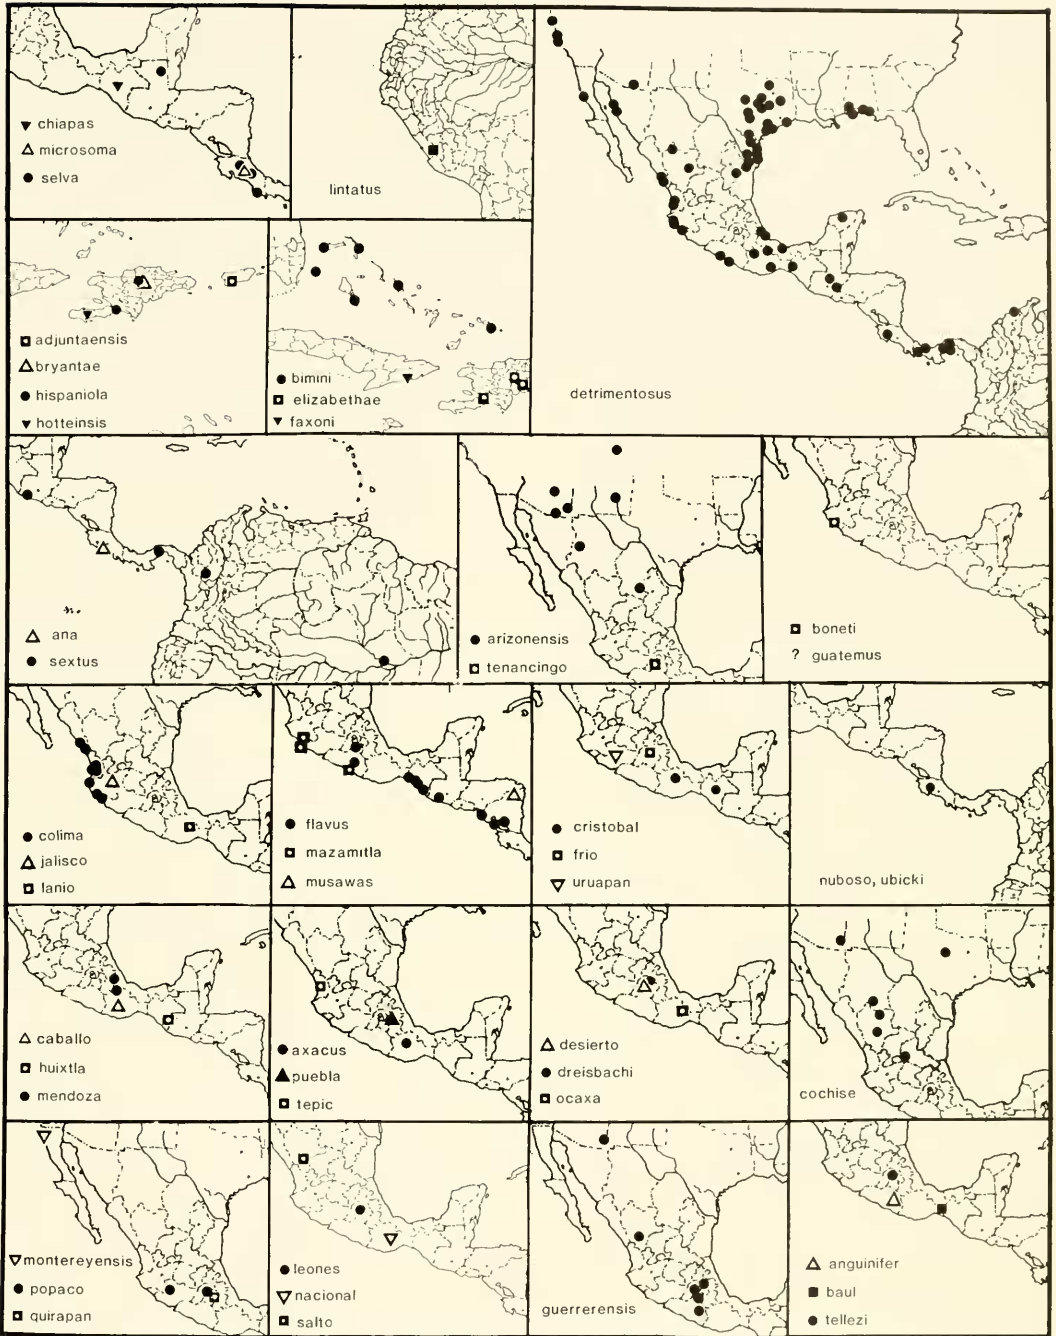 chiapas
microsoma
selva
lintatus
detrimentosus
adjuntaensis
bryantae
hispaniola
hotteinsis
bimini
elizabethae
faxoni
ana
sextus
arizonensis
tenancingo
boneti
? guatemus
colima
jalisco
lanio
flavus
mazamitla
musawas
cristobal
frio
uruapan
nuboso, ubicki
caballo
huixtla
mendoza
axacus
puebla
tepic
desierto
dreisbachi
ocaxa
cochise
montereyensis
popaco
quirapan
leones
nacional
salto
guerrerensis
anguinifer
baul
tellezi